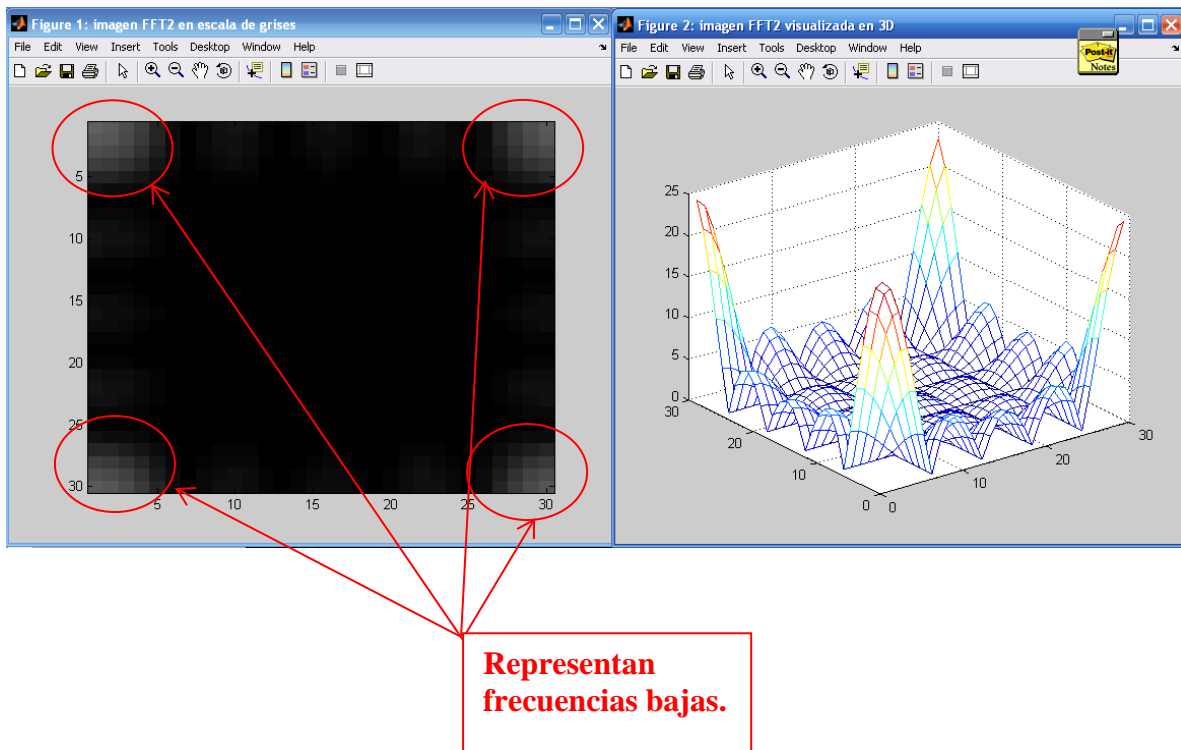 Figure 1: imagen FFT2 en escala de grises
File Edit View Insert Tools Desktop Window Help
5
10
15
20
25
30
5 10 15 20 25 30
Figure 2: imagen FFT2 visualizada en 3D
File Edit View Insert Tools Desktop Window Help
Post-it
Notes
25
20
15
10
5
0
30
20
10
0
0
10
20
30
Representan
frecuencias bajas.